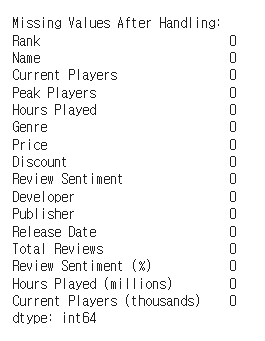 Missing Values After Handling:
Rank 0
Name 0
Current Players 0
Peak Players 0
Hours Played 0
Genre 0
Price 0
Discount 0
Review Sentiment 0
Developer 0
Publisher 0
Release Date 0
Total Reviews 0
Review Sentiment (%) 0
Hours Played (millions) 0
Current Players (thousands) 0
dtype: int64